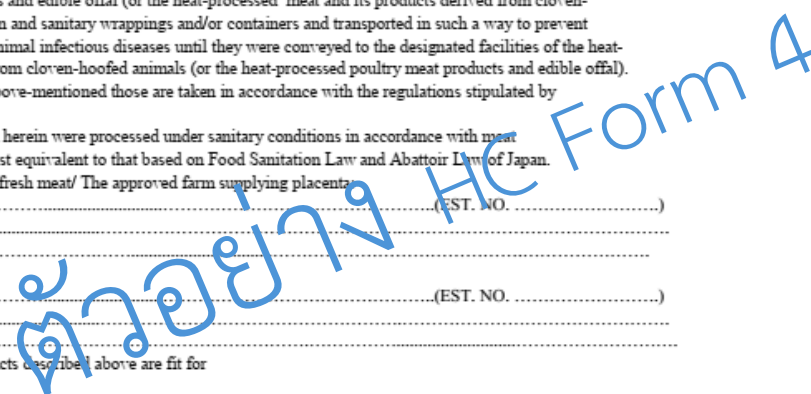 and edible offal (or the heat-processed meat and its products derived from cloven-
n and sanitary wrappings and/or containers and transported in such a way to prevent
nimal infectious diseases until they were conveyed to the designated facilities of the heat-
om cloven-hoofed animals (or the heat-processed poultry meat products and edible offal).
ove-mentioned those are taken in accordance with the regulations stipulated by
herein were processed under sanitary conditions in accordance with meat
st equivalent to that based on Food Sanitation Law and Abattoir Law of Japan.
fresh meat/ The approved farm supplying placenta
(EST. NO. ........................................)
(EST. NO. ........................................)
cts described above are fit for
ตัวอย่าง HC Form 4